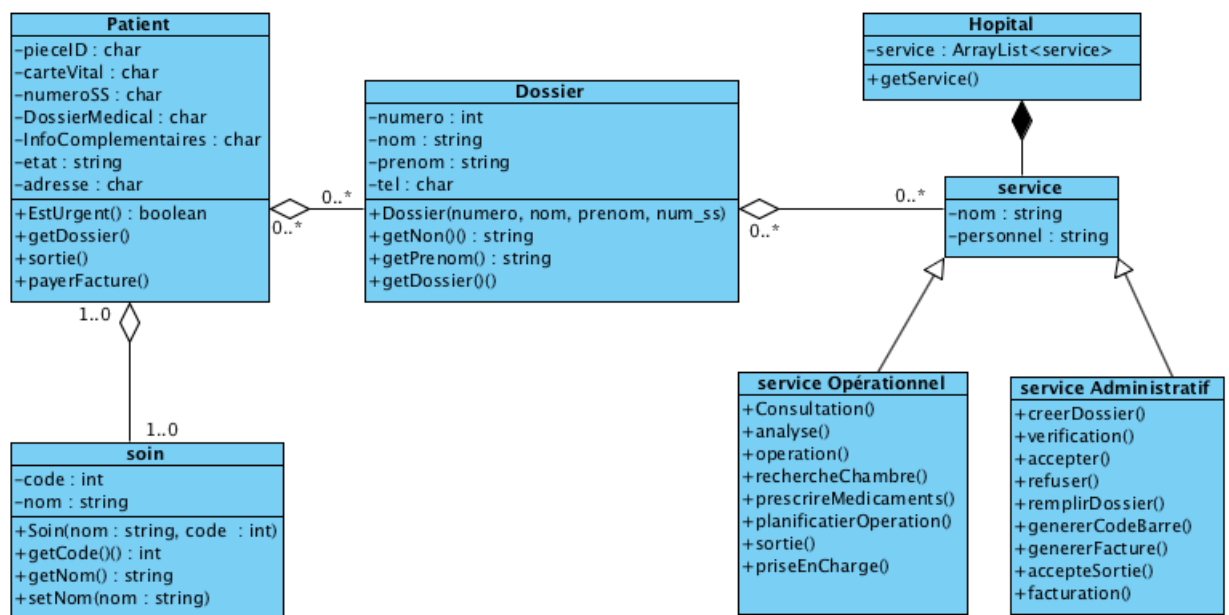 Patient
-pieceID : char
-carteVital : char
-numeroSS : char
-DossierMedical : char
-InfoComplementaires : char
-etat : string
-adresse : char
+EstUrgent() : boolean
+getDossier()
+sortie()
+payerFacture()
0..*
0..*
Dossier
-numero : int
-nom : string
-prenom : string
-tel : char
+Dossier(numero, nom, prenom, num_ss)
+getNon()() : string
+getPrenom() : string
+getDossier()()
0..*
0..*
Hopital
-service : ArrayList<service>
+getService()
service
-nom : string
-personnel : string
1..0
1..0
soin
-code : int
-nom : string
+Soin(nom : string, code : int)
+getCode()() : int
+getNom() : string
+setNom(nom : string)
service Opérationnel
+Consultation()
+analyse()
+operation()
+rechercheChambre()
+prescrireMedicaments()
+planificatierOperation()
+sortie()
+priseEnCharge()
service Administratif
+creerDossier()
+verification()
+accepter()
+refuser()
+remplirDossier()
+genererCodeBarre()
+genererFacture()
+accepteSortie()
+facturation()